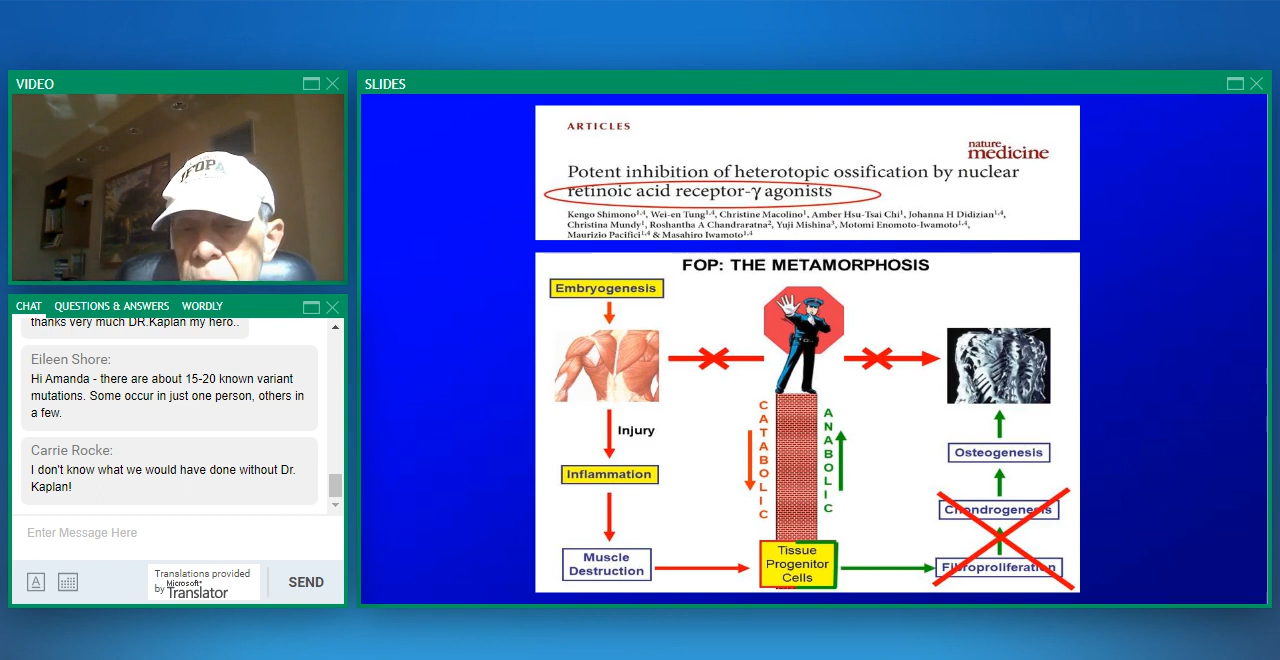 VIDEO
IFOPA
CHAT
QUESTIONS & ANSWERS
WORDLY
thanks very much DR.Kaplan my hero..
Eileen Shore:
Hi Amanda - there are about 15-20 known variant
mutations. Some occur in just one person, others in
a few.
Carrie Rocke:
I don't know what we would have done without Dr.
Kaplan!
Enter Message Here
A
Translations provided
by Microsoft®
Translator
SEND
SLIDES
ARTICLES
nature
medicine
Potent inhibition of heterotopic ossification by nuclear
retinoic acid receptor-γ agonists
Kengo Shimono1,4, Wei-en Tung1,4, Christine Macolino1, Amber Hsu-Tsai Chi1, Johanna H Didizian1,4,
Christina Mundy1, Roshantha A Chandraratna2, Yuji Mishina3, Motomi Enomoto-Iwamoto1,4,
Maurizio Pacifici1,4 & Masahiro Iwamoto1,4
FOP: THE METAMORPHOSIS
Embryogenesis
Injury
Inflammation
Muscle
Destruction
CATABOLIC
ANABOLIC
Tissue
Progenitor
Cells
Osteogenesis
Chondrogenesis
Fibroproliferation